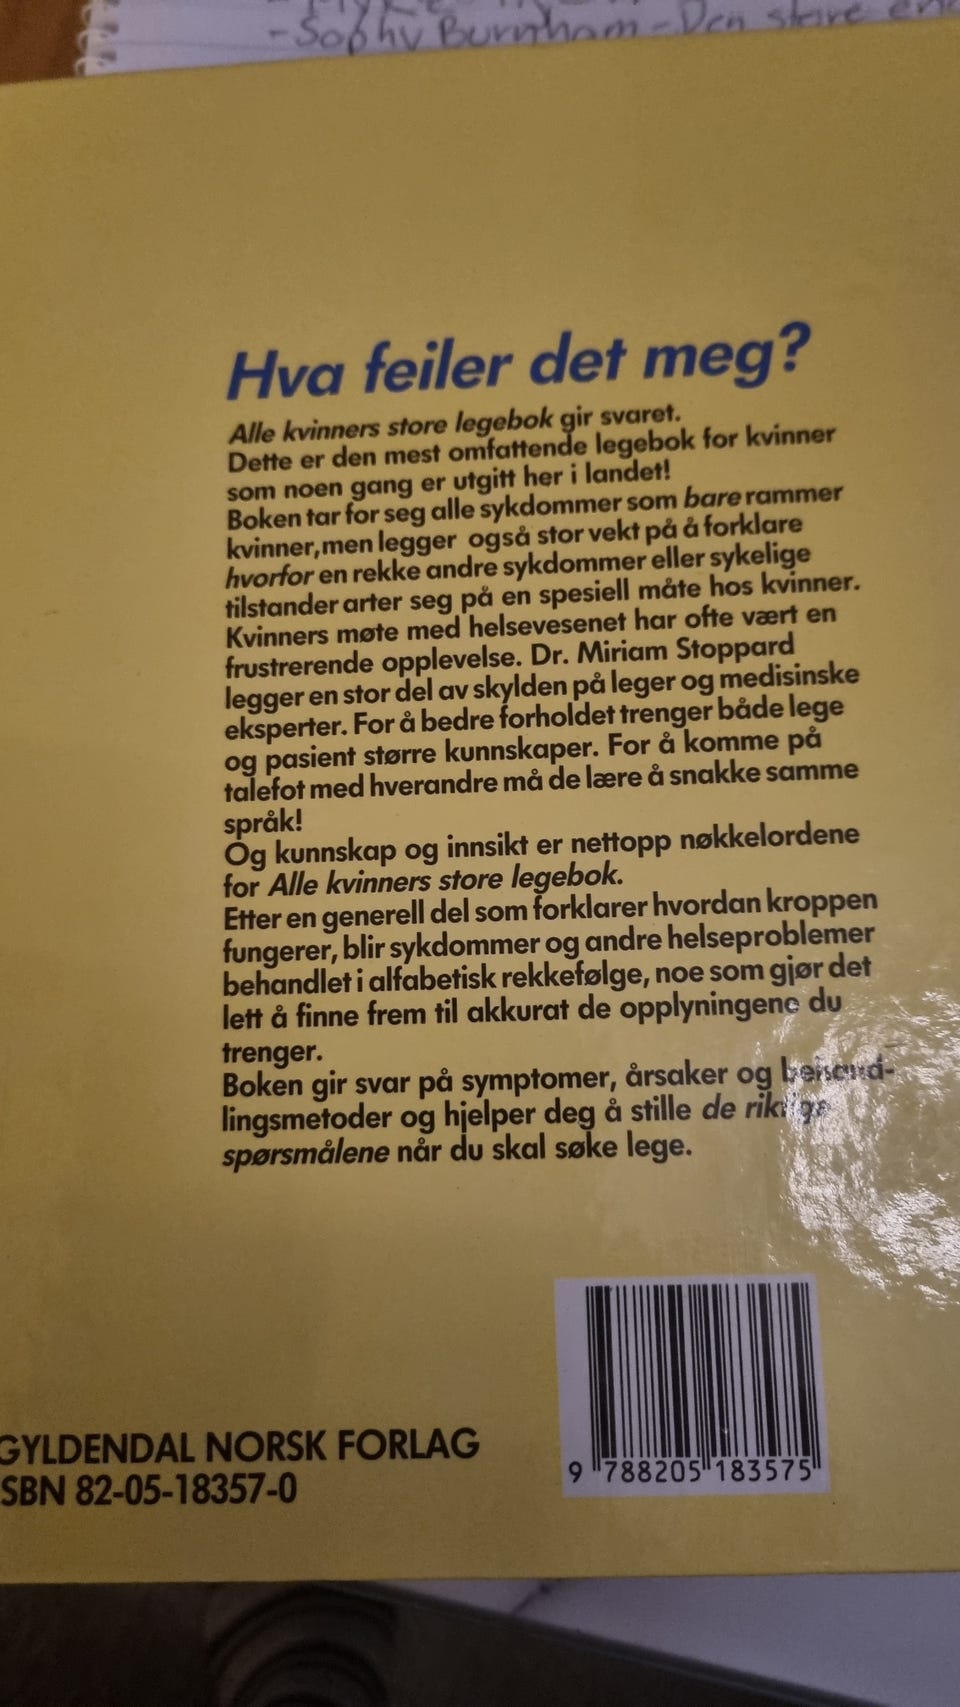 - Sophy Burnham - Den store
Hva feiler det meg?
Alle kvinners store legebok gir svaret.
Dette er den mest omfattende legebok for kvinner
som noen gang er utgitt her i landet!
Boken tar for seg alle sykdommer som bare rammer
kvinner,men legger også stor vekt på å forklare
hvorfor en rekke andre sykdommer eller sykelige
tilstander arter seg på en spesiell måte hos kvinner.
Kvinners møte med helsevesenet har ofte vært en
frustrerende opplevelse. Dr. Miriam Stoppard
legger en stor del av skylden på leger og medisinske
eksperter. For å bedre forholdet trenger både lege
og pasient større kunnskaper. For å komme på
talefot med hverandre må de lære å snakke samme
språk!
Og kunnskap og innsikt er nettopp nøkkelordene
for Alle kvinners store legebok.
Etter en generell del som forklarer hvordan kroppen
fungerer, blir sykdommer og andre helseproblemer
behandlet i alfabetisk rekkefølge, noe som gjør det
lett å finne frem til akkurat de opplyningene du
trenger.
Boken gir svar på symptomer, årsaker og behand-
lingsmetoder og hjelper deg å stille de riktige
spørsmålene når du skal søke lege.
GYLDENDAL NORSK FORLAG
ISBN 82-05-18357-0
9 788205 183575